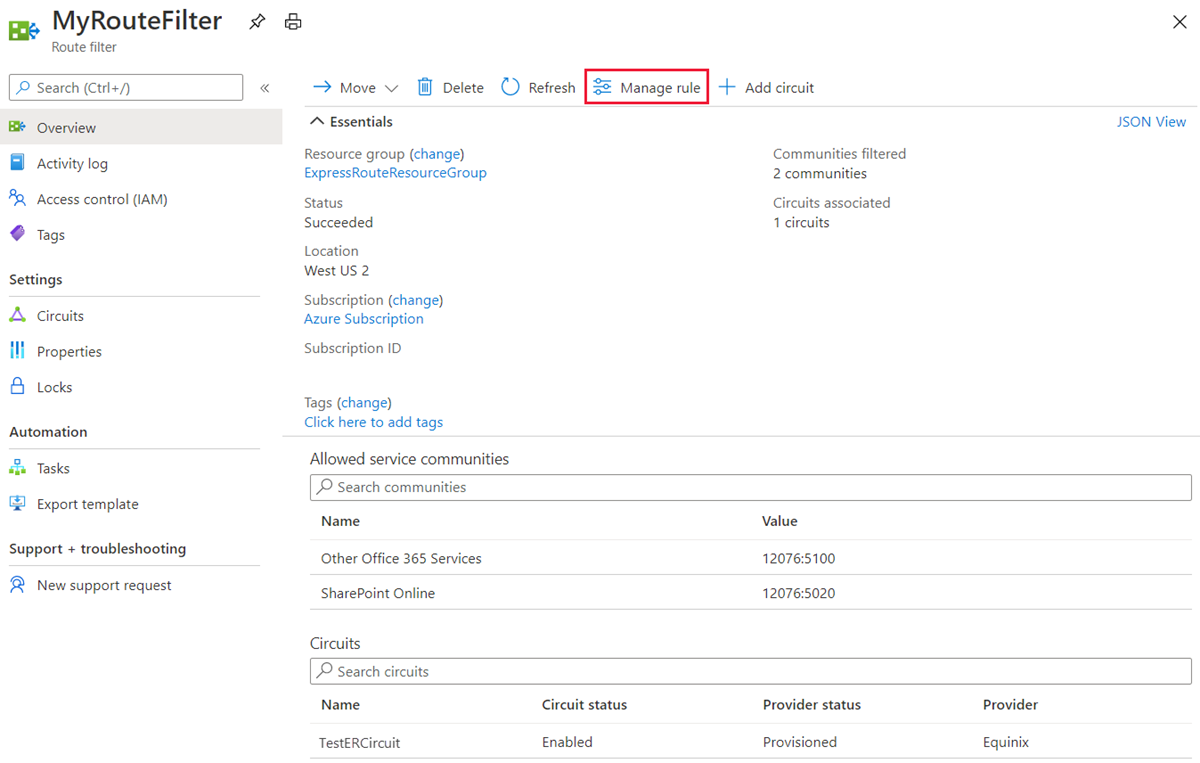 MyRouteFilter
Route filter
Search (Ctrl+/)
«
Overview
Activity log
Access control (IAM)
Tags
Settings
Circuits
Properties
Locks
Automation
Tasks
Export template
Support + troubleshooting
New support request
Move Delete Refresh Manage rule Add circuit
Essentials JSON View
Resource group (change)
ExpressRouteResourceGroup
Status
Succeeded
Location
West US 2
Subscription (change)
Azure Subscription
Subscription ID
Tags (change)
Click here to add tags
Communities filtered
2 communities
Circuits associated
1 circuits
Allowed service communities
Search communities
Name Value
Other Office 365 Services 12076:5100
SharePoint Online 12076:5020
Circuits
Search circuits
Name Circuit status Provider status Provider
TestERCircuit Enabled Provisioned Equinix